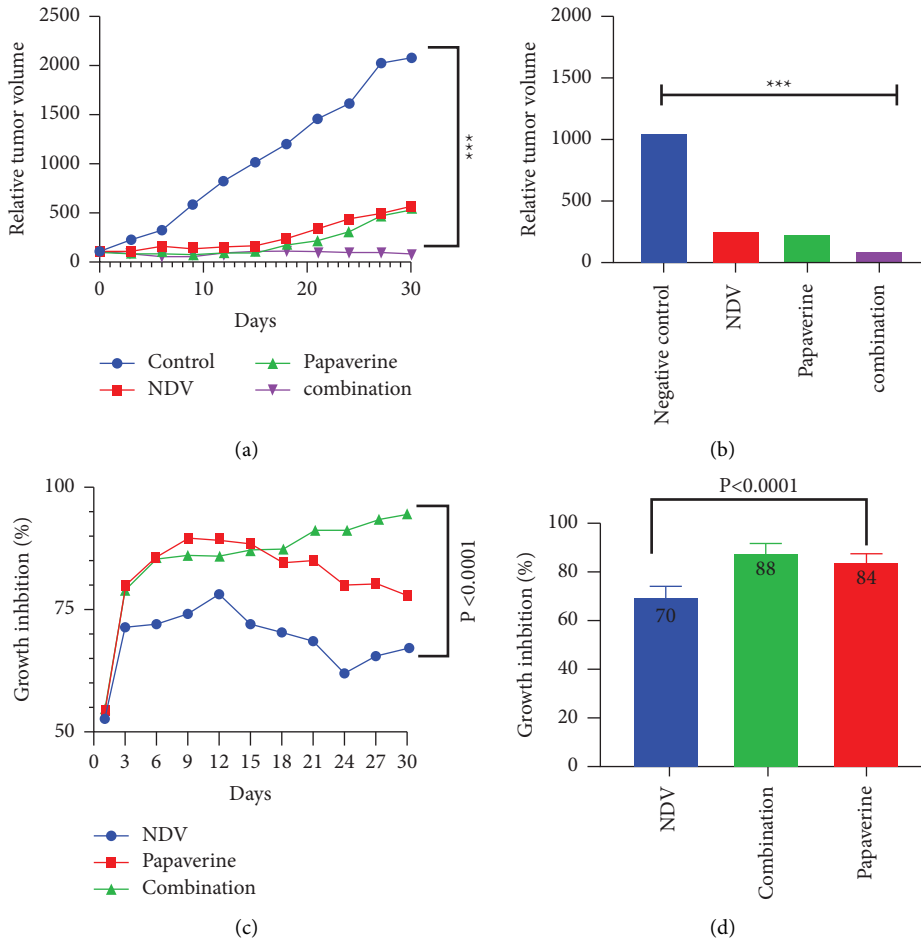 Relative tumor volume
2000
1500
1000
500
0
0 10 20 30
Days
***
Control
NDV
Papaverine
combination
(a)
Relative tumor volume
2000
1500
1000
500
0
***
Negative control
NDV
Papaverine
combination
(b)
Growth inhbition (%)
100
75
50
0 3 6 9 12 15 18 21 24 27 30
Days
P <0.0001
NDV
Papaverine
Combination
(c)
Growth inhbition (%)
100
80
60
40
20
0
P<0.0001
70
88
84
NDV
Combination
Papaverine
(d)